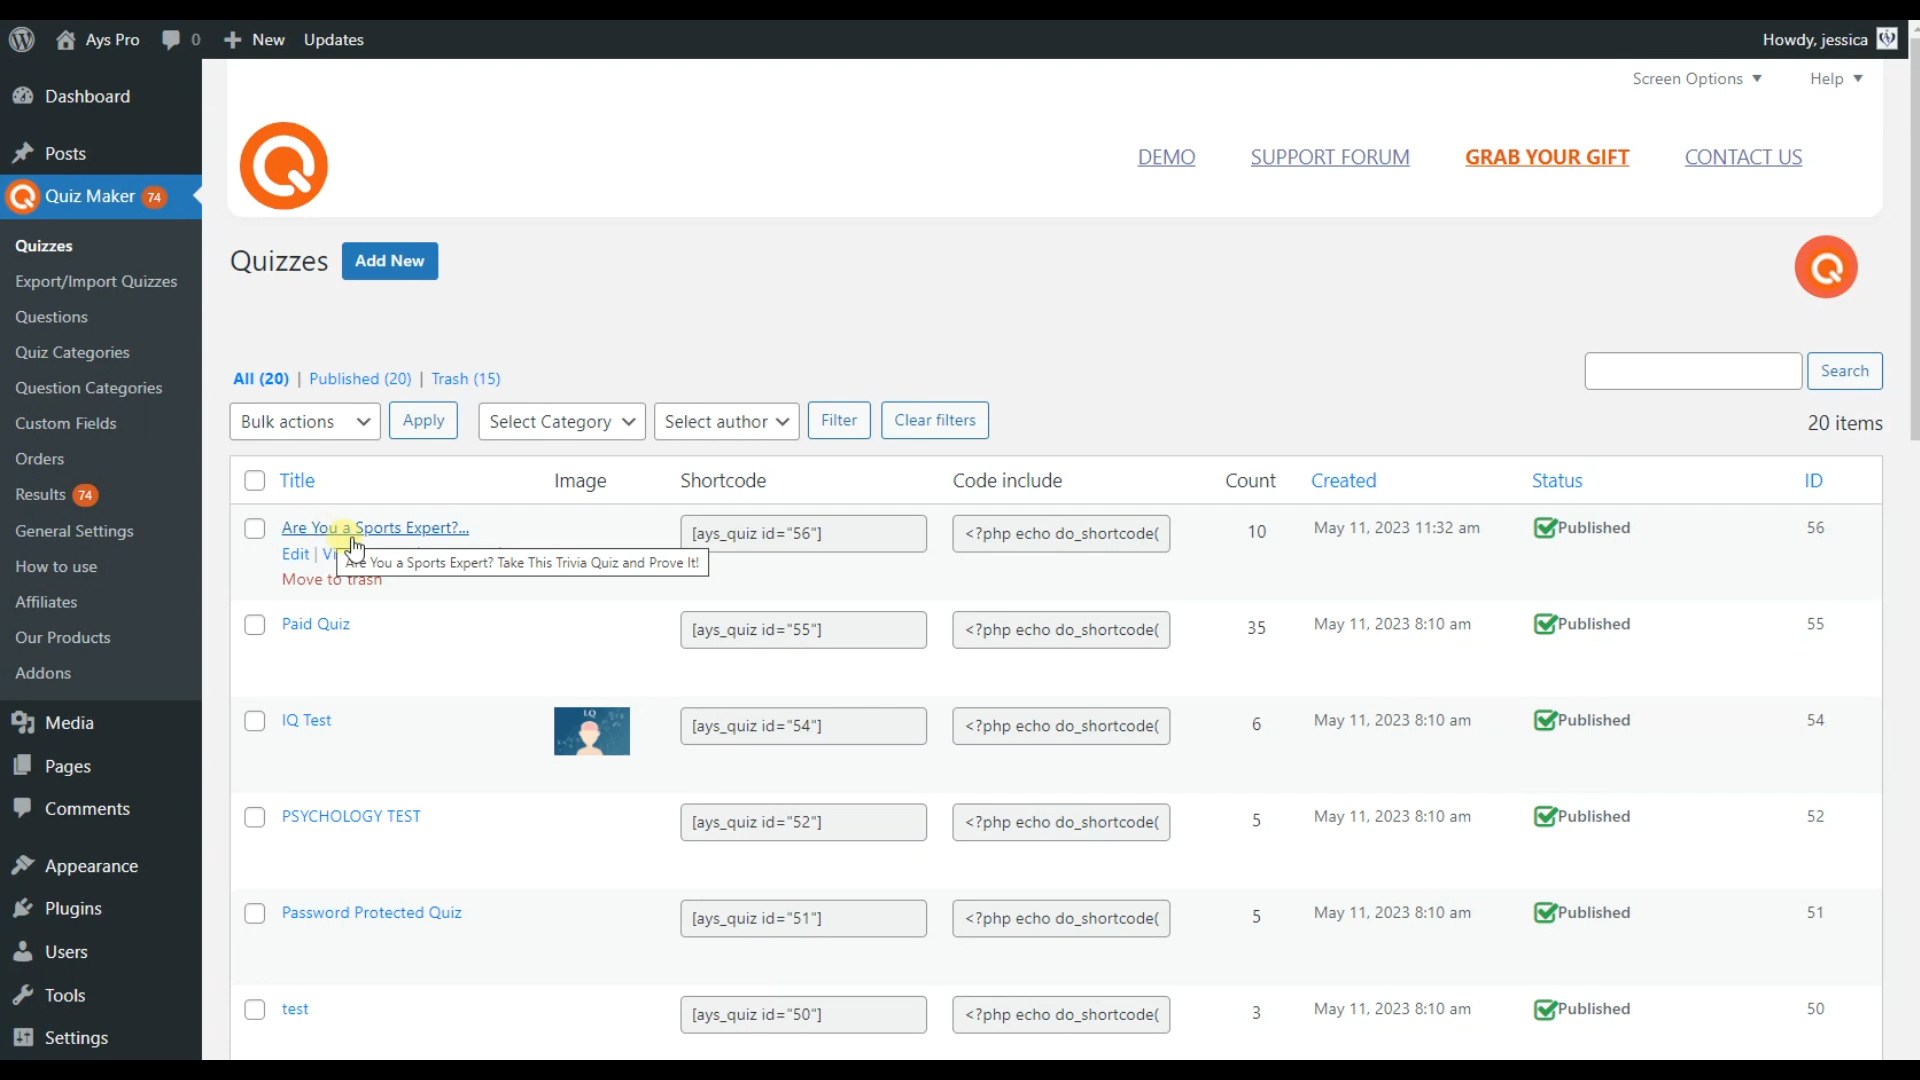 Ays Pro 0 New Updates Howdy, jessica
Screen Options Help
Dashboard
Posts
Quiz Maker 74
Quizzes
Export/Import Quizzes
Questions
Quiz Categories
Question Categories
Custom Fields
Orders
Results 74
General Settings
How to use
Affiliates
Our Products
Addons
Media
Pages
Comments
Appearance
Plugins
Users
Tools
Settings
DEMO SUPPORT FORUM GRAB YOUR GIFT CONTACT US
Quizzes Add New
All (20) | Published (20) | Trash (15)
Search
Bulk actions Apply Select Category Select author Filter Clear filters 20 items
Title Image Shortcode Code include Count Created Status ID
Are You a Sports Expert?... [ays_quiz id="56"] <?php echo do_shortcode( 10 May 11, 2023 11:32 am Published 56
Edit |
Are You a Sports Expert? Take This Trivia Quiz and Prove It!
Move to trash
Paid Quiz [ays_quiz id="55"] <?php echo do_shortcode( 35 May 11, 2023 8:10 am Published 55
IQ
IQ Test [ays_quiz id="54"] <?php echo do_shortcode( 6 May 11, 2023 8:10 am Published 54
PSYCHOLOGY TEST [ays_quiz id="52"] <?php echo do_shortcode( 5 May 11, 2023 8:10 am Published 52
Password Protected Quiz [ays_quiz id="51"] <?php echo do_shortcode( 5 May 11, 2023 8:10 am Published 51
test [ays_quiz id="50"] <?php echo do_shortcode( 3 May 11, 2023 8:10 am Published 50